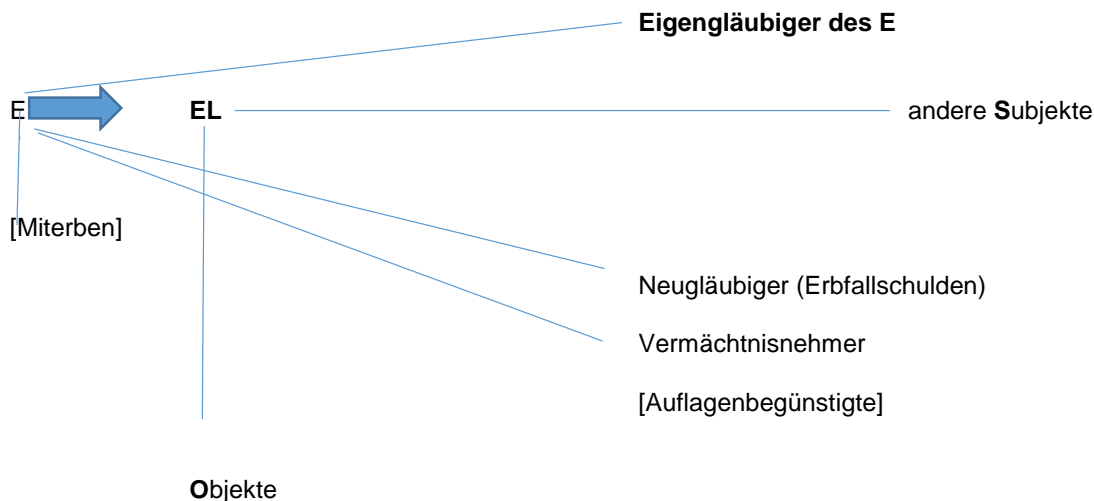 Eigengläubiger des E
E EL andere Subjekte
[Miterben]
Neugläubiger (Erbfallschulden)
Vermächtnisnehmer
[Auflagenbegünstigte]
Objekte